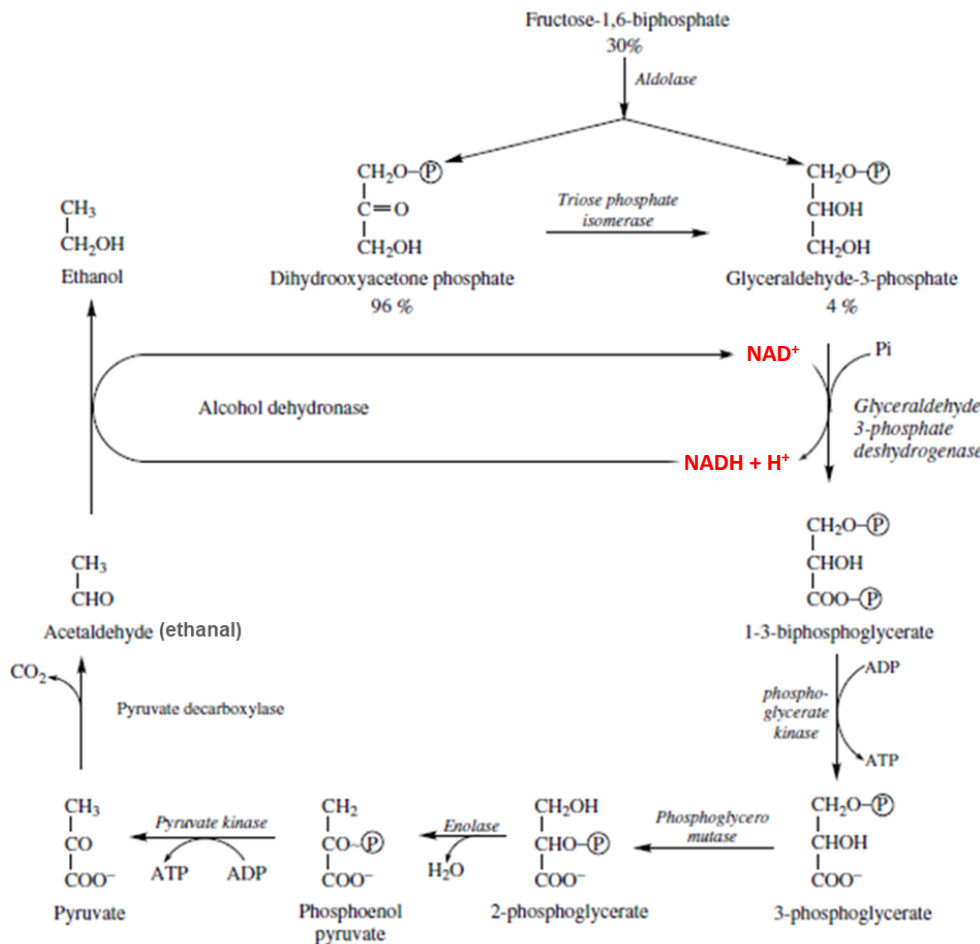 Fructose-1,6-biphosphate
30%
Aldolase
CH₂O–Ⓟ
C=O
CH₂OH
Dihydrooxyacetone phosphate
96 %
Triose phosphate
isomerase
CH₂O–Ⓟ
CHOH
CH₂OH
Glyceraldehyde-3-phosphate
4 %
CH₃
CH₂OH
Ethanol
NAD⁺
Pi
Alcohol dehydronase
Glyceraldehyde
3-phosphate
deshydrogenase
NADH + H⁺
CH₂O–Ⓟ
CHOH
COO–Ⓟ
1-3-biphosphoglycerate
CH₃
CHO
Acetaldehyde (ethanal)
CO₂
Pyruvate decarboxylase
ADP
phospho-
glycerate
kinase
ATP
CH₂O–Ⓟ
CHOH
COO⁻
3-phosphoglycerate
Phosphoglycero
mutase
CH₂OH
CHO–Ⓟ
COO⁻
2-phosphoglycerate
Enolase
H₂O
CH₂
CO~Ⓟ
COO⁻
Phosphoenol
pyruvate
Pyruvate kinase
ATP
ADP
CH₃
CO
COO⁻
Pyruvate